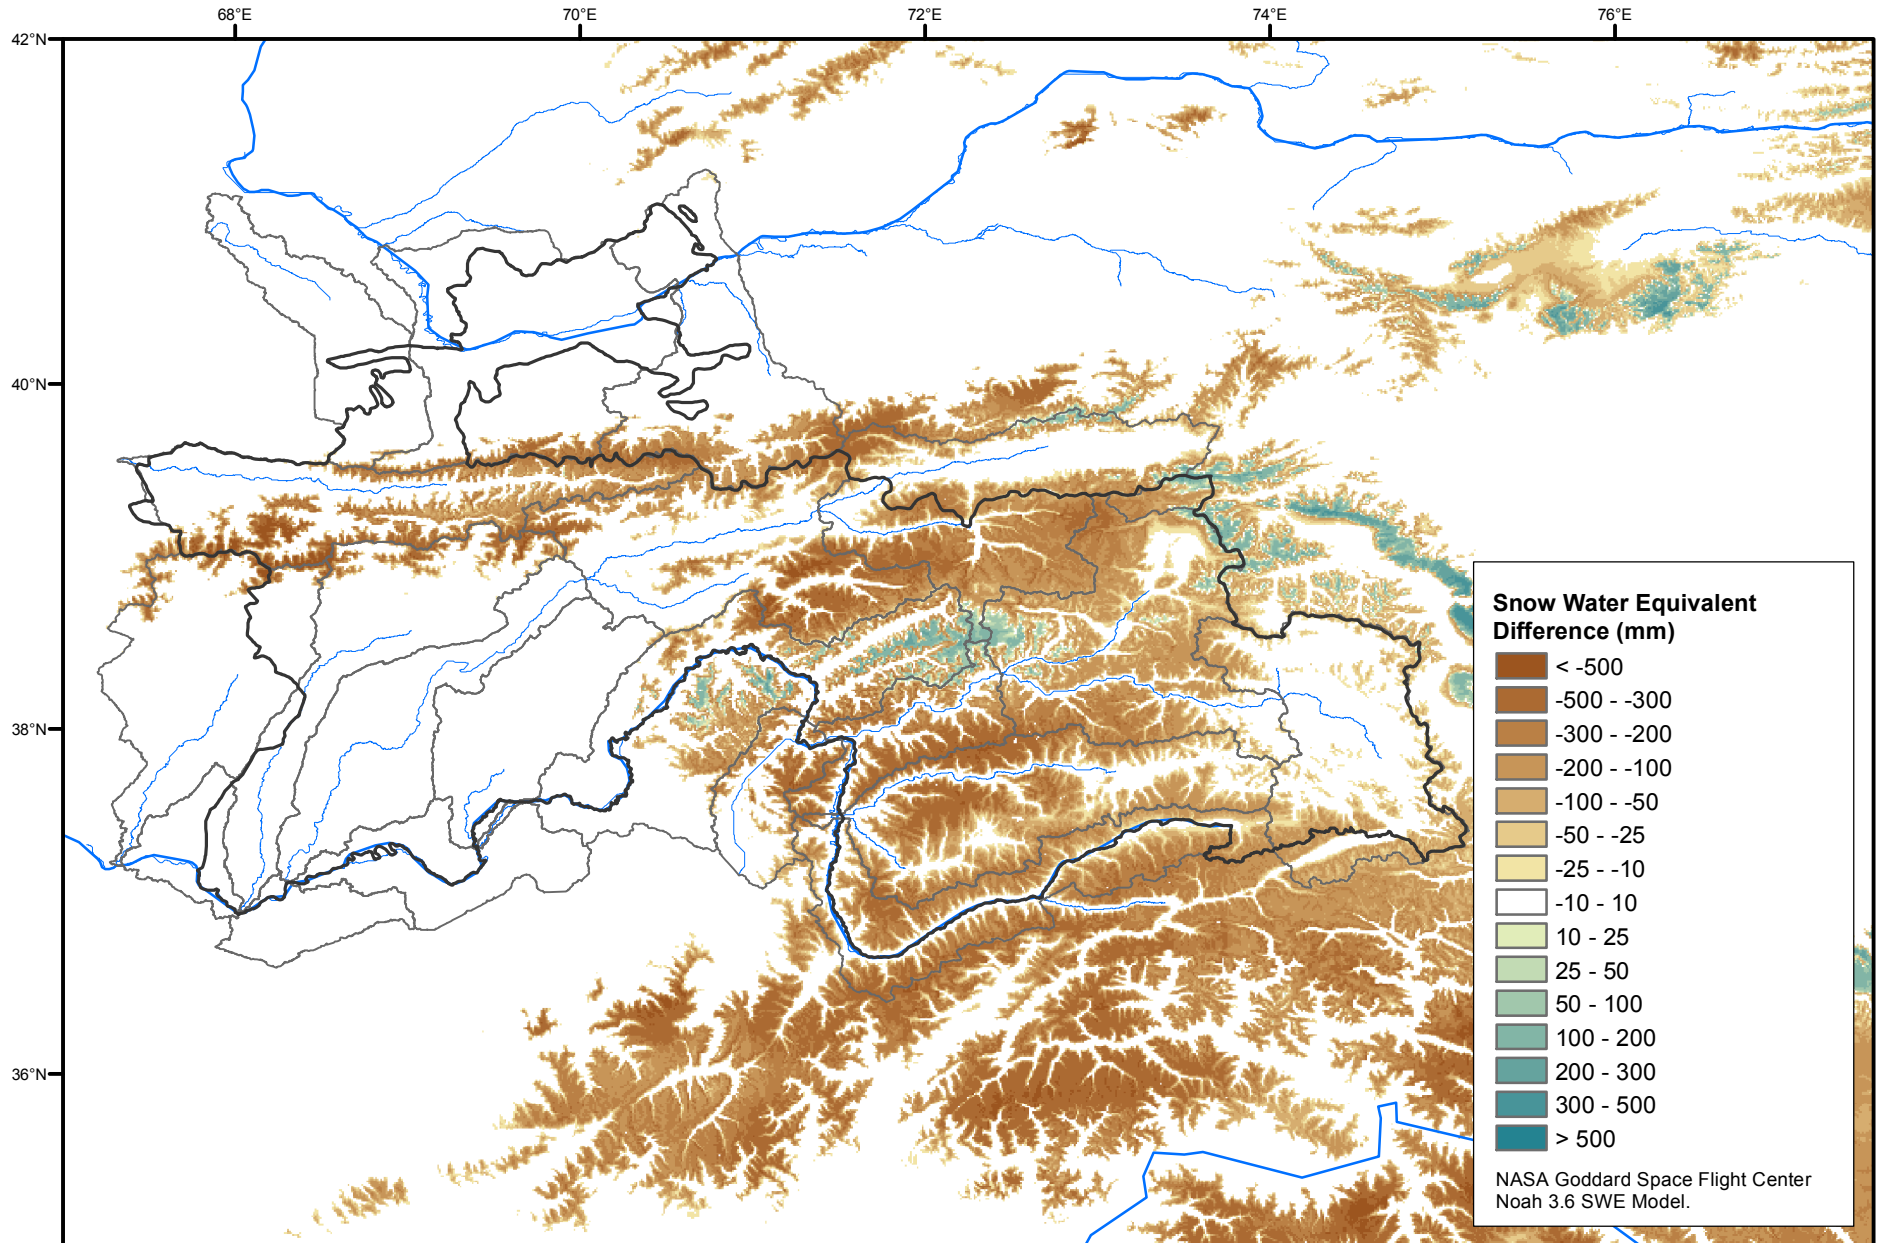 68°E 70°E 72°E 74°E 76°E
42°N
40°N
38°N
36°N
Snow Water Equivalent
Difference (mm)
< -500
-500 - -300
-300 - -200
-200 - -100
-100 - -50
-50 - -25
-25 - -10
-10 - 10
10 - 25
25 - 50
50 - 100
100 - 200
200 - 300
300 - 500
> 500
NASA Goddard Space Flight Center
Noah 3.6 SWE Model.